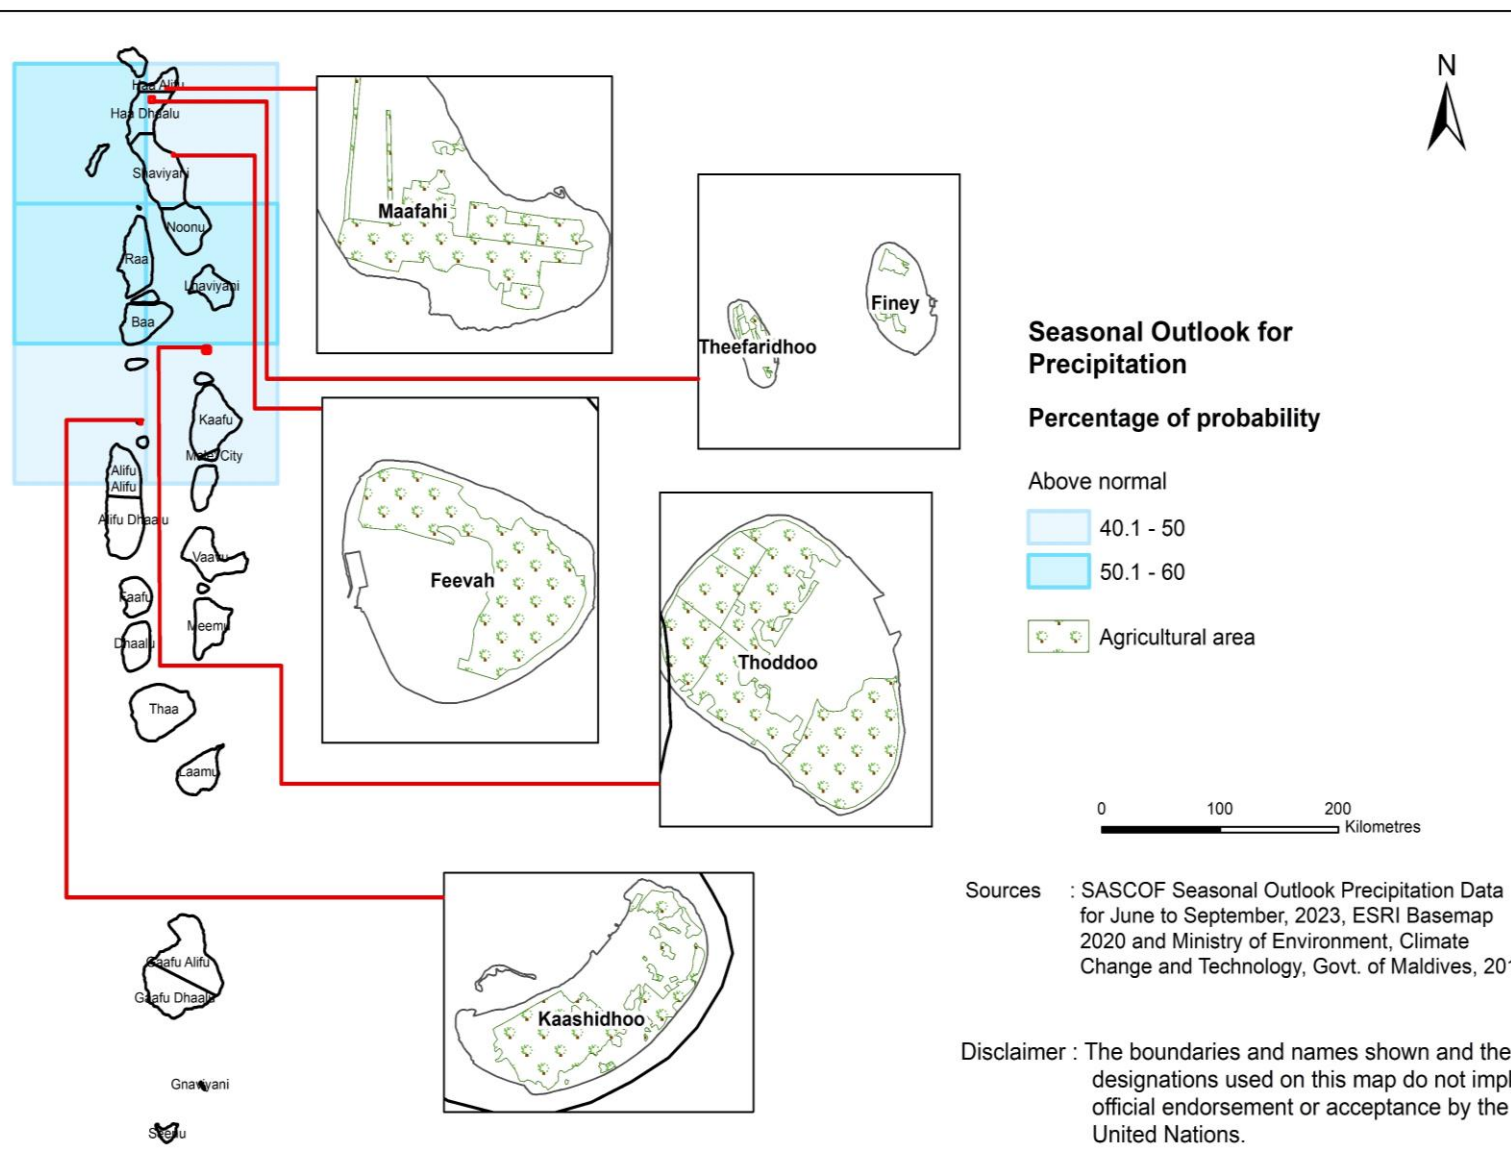 N
Haa Alifu
Haa Dhaalu
Shaviyani
Noonu
Raa
Lhaviyani
Baa
Kaafu
Male' City
Alifu
Alifu
Alifu Dhaalu
Vaavu
Faafu
Meemu
Dhaalu
Thaa
Laamu
Gaafu Alifu
Gaafu Dhaalu
Gnaviyani
Seenu
Maafahi
Theefaridhoo
Finey
Feevah
Thoddoo
Kaashidhoo
Seasonal Outlook for
Precipitation
Percentage of probability
Above normal
40.1 - 50
50.1 - 60
Agricultural area
0 100 200
Kilometres
Sources : SASCOF Seasonal Outlook Precipitation Data
for June to September, 2023, ESRI Basemap
2020 and Ministry of Environment, Climate
Change and Technology, Govt. of Maldives,
Disclaimer : The boundaries and names shown and the
designations used on this map do not
official endorsement or acceptance by the
United Nations.